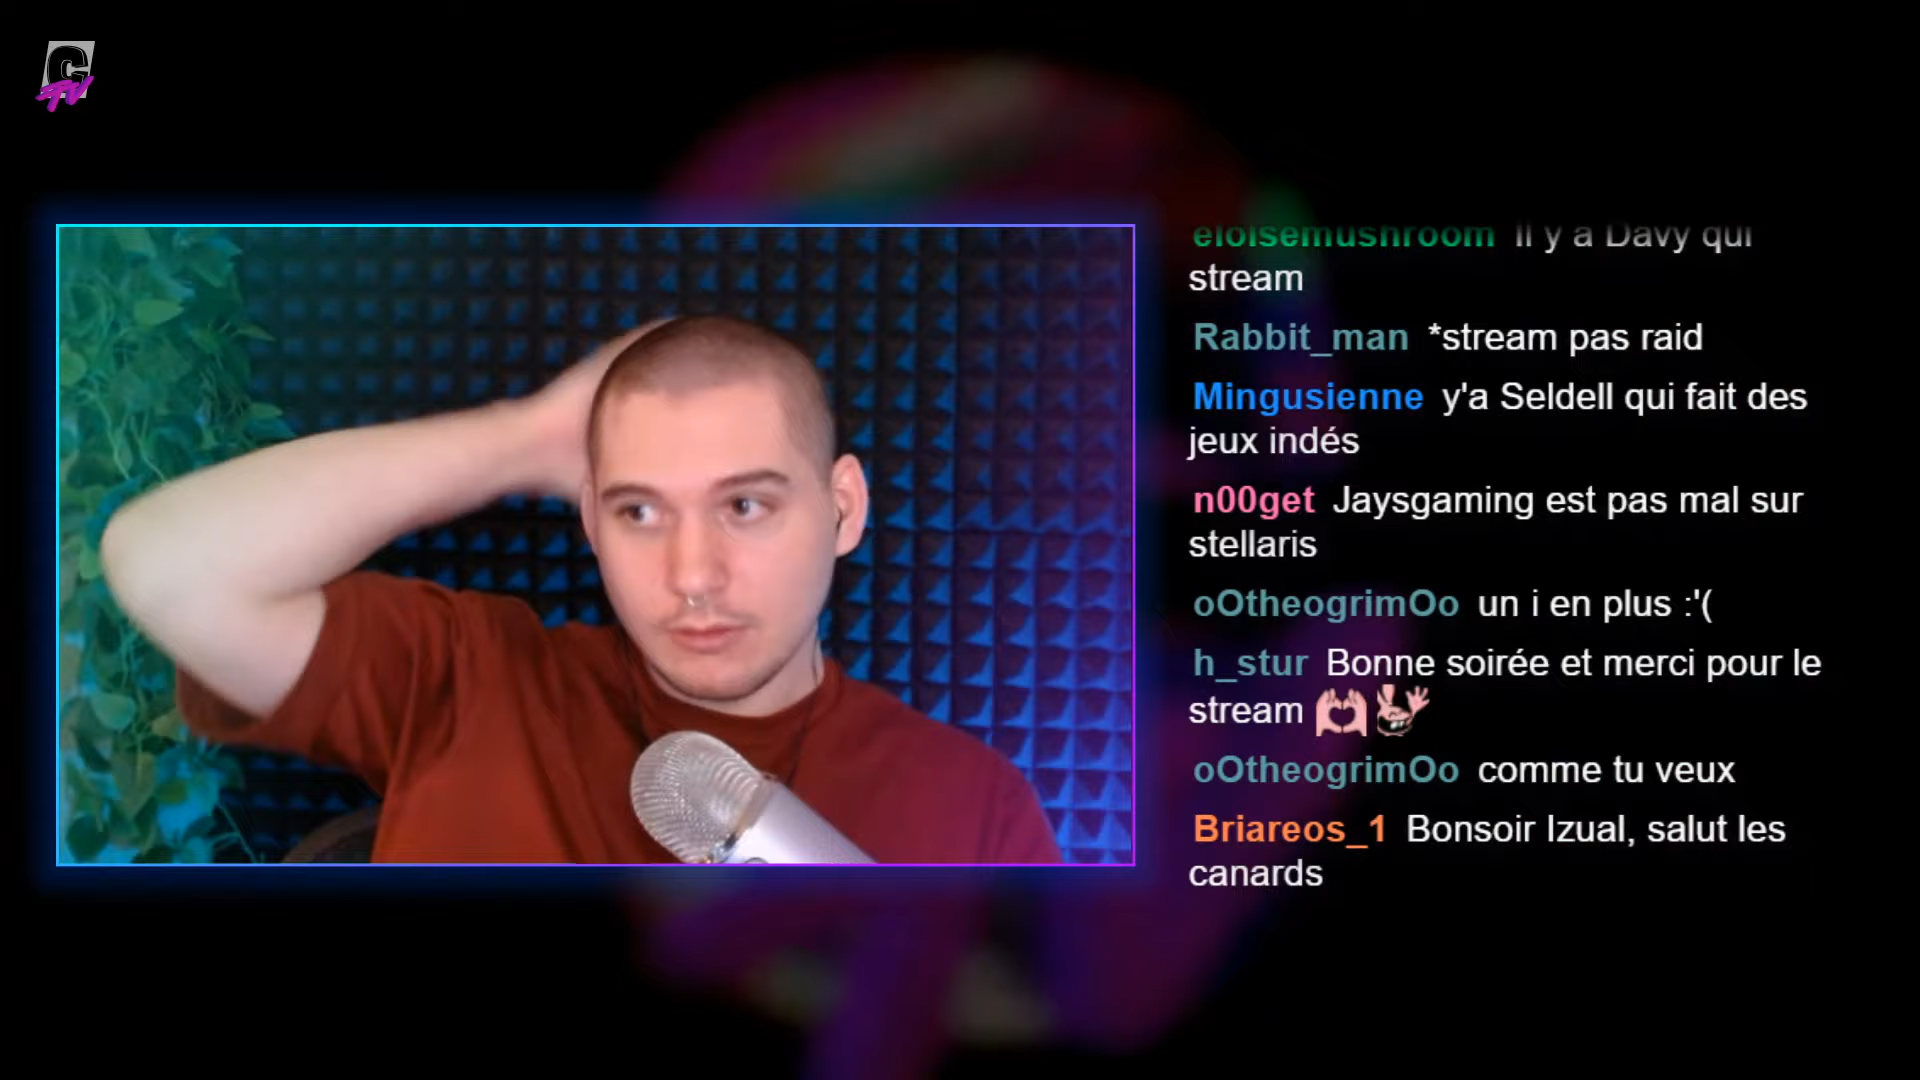 C
TV
eloisemushroom Il y a Davy qui
stream
Rabbit_man *stream pas raid
Mingusienne y'a Seldell qui fait des
jeux indés
n00get Jaysgaming est pas mal sur
stellaris
oOtheogrimOo un i en plus :'(
h_stur Bonne soirée et merci pour le
stream
oOtheogrimOo comme tu veux
Briareos_1 Bonsoir Izual, salut les
canards